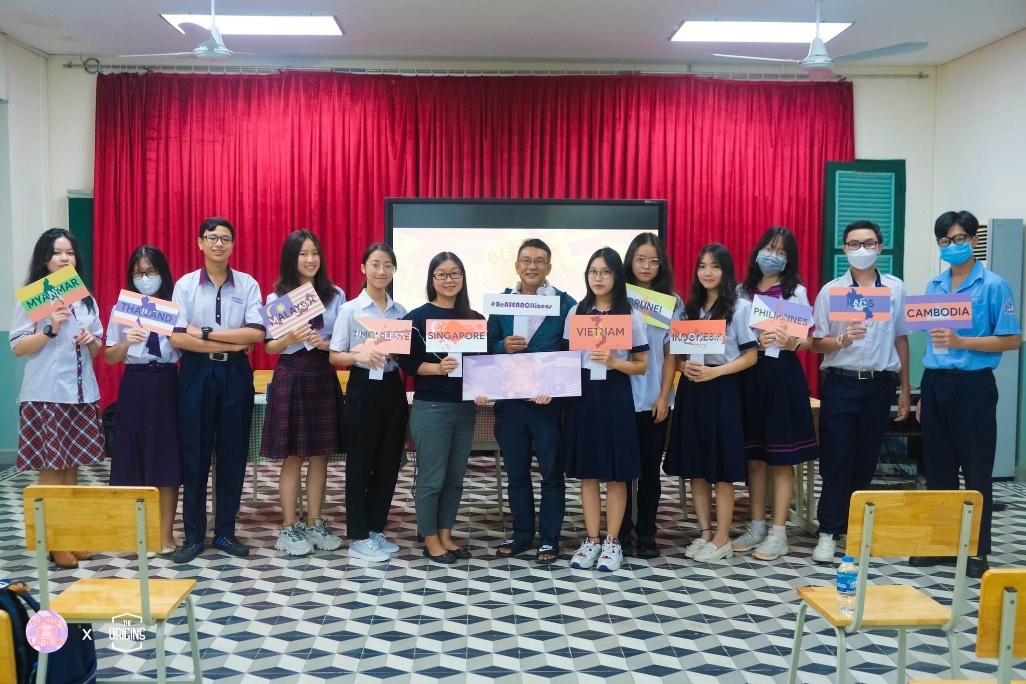 MYANMAR
THAILAND
MALAYSIA
TIMOR-LESTE
SINGAPORE
#BeASEANCitizens
VIETNAM
BRUNEI
INDONESIA
PHILIPPINES
LAOS
CAMBODIA
X
THE
ORIGINS